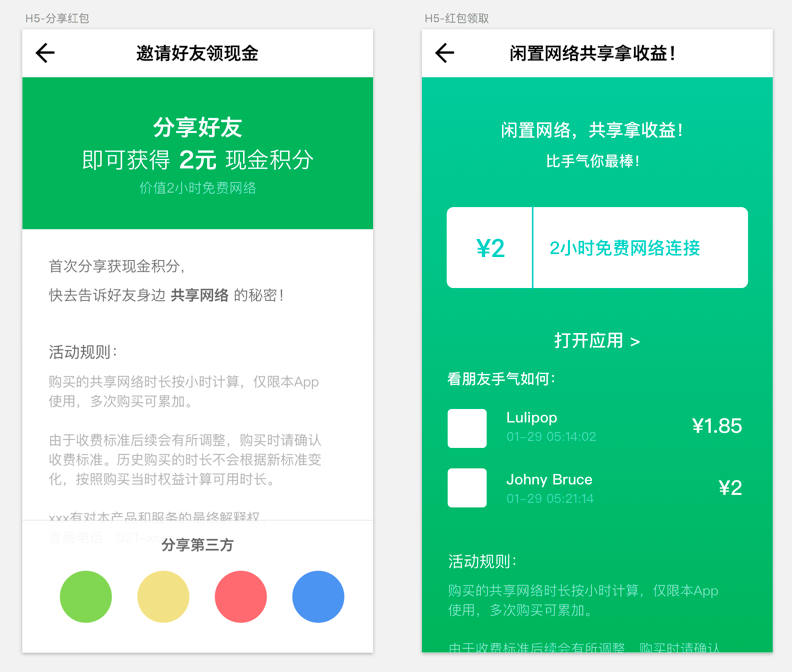 H5-分享红包
邀请好友领现金
分享好友
即可获得 2元 现金积分
价值2小时免费网络
首次分享获现金积分，
快去告诉好友身边 共享网络 的秘密！
活动规则：
购买的共享网络时长按小时计算，仅限本App
使用，多次购买可累加。
由于收费标准后续会有所调整，购买时请确认
收费标准。历史购买的时长不会根据新标准变
化，按照购买当时权益计算可用时长。
xxx有对本产品和服务的最终解释权
分享第三方
H5-红包领取
闲置网络共享拿收益！
闲置网络，共享拿收益！
比手气你最棒！
¥2
2小时免费网络连接
打开应用 >
看朋友手气如何：
Lulipop
01-29 05:14:02
¥1.85
Johny Bruce
01-29 05:21:14
¥2
活动规则：
购买的共享网络时长按小时计算，仅限本App
使用，多次购买可累加。
由于收费标准后续会有所调整，购买时请确认